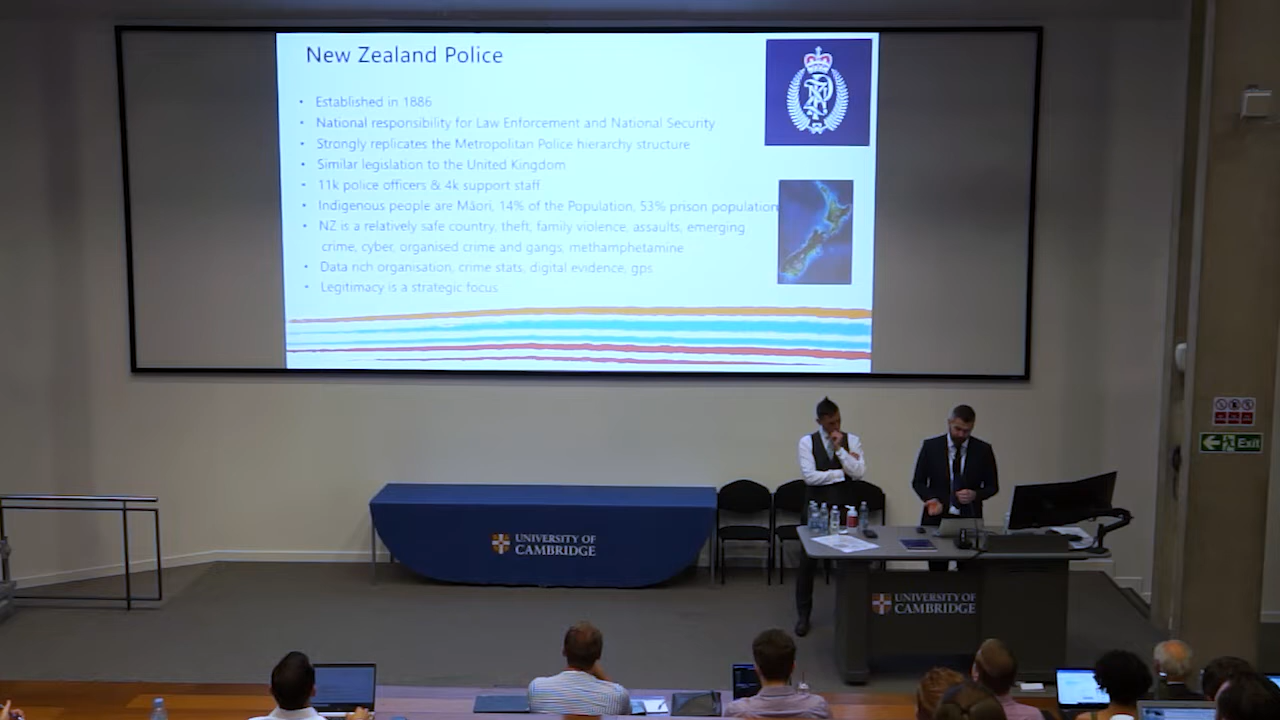 New Zealand Police
• Established in 1886
• National responsibility for Law Enforcement and National Security
• Strongly replicates the Metropolitan Police hierarchy structure
• Similar legislation to the United Kingdom
• 11k police officers & 4k support staff
• Indigenous people are Māori, 14% of the Population, 53% prison population
• NZ is a relatively safe country, theft, family violence, assaults, emerging
crime, cyber, organised crime and gangs, methamphetamine
• Data rich organisation, crime stats, digital evidence, gps
• Legitimacy is a strategic focus
Exit
UNIVERSITY OF
CAMBRIDGE
UNIVERSITY OF
CAMBRIDGE